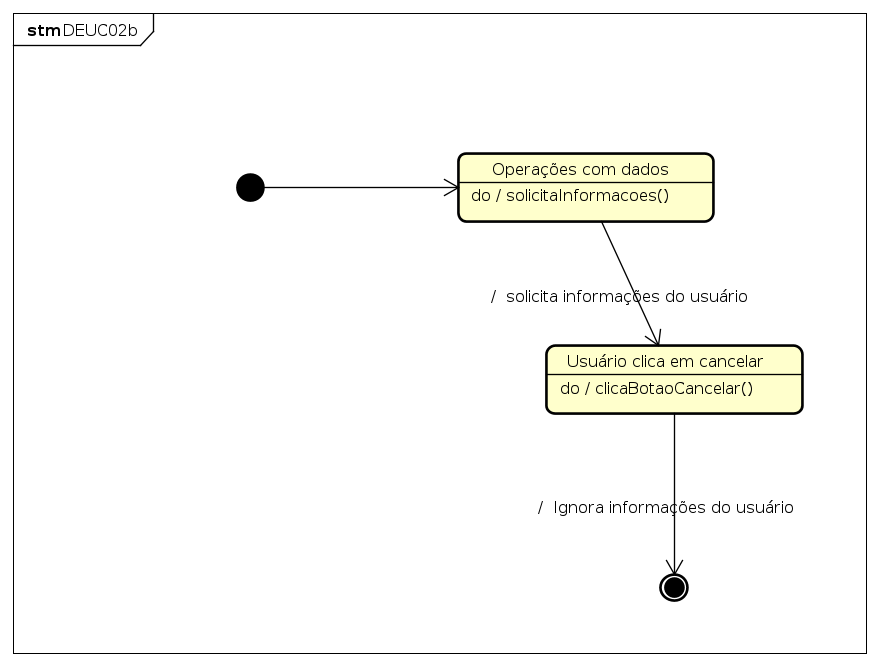 stm DEUC02b
Operações com dados
do / solicitaInformacoes()
/ solicita informações do usuário
Usuário clica em cancelar
do / clicaBotaoCancelar()
/ Ignora informações do usuário